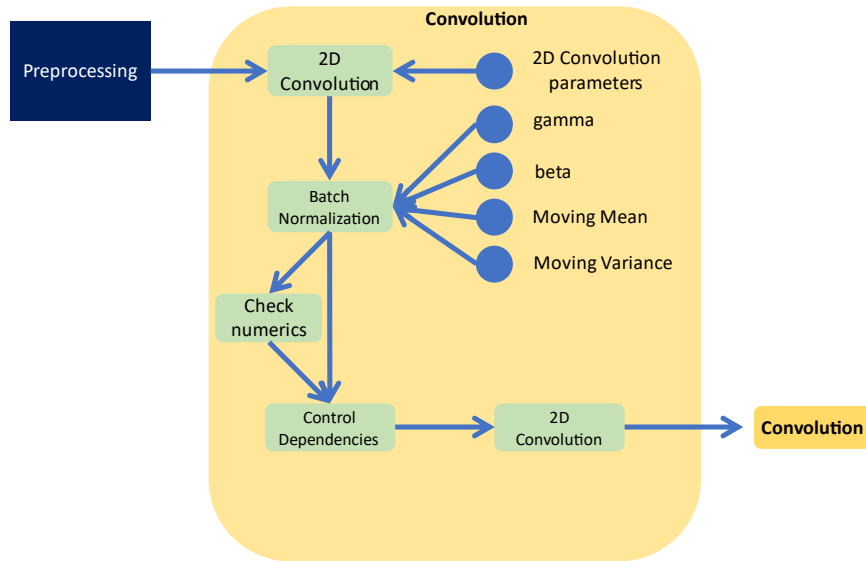 Convolution
Preprocessing
2D
Convolution
2D Convolution
parameters
gamma
beta
Batch
Normalization
Moving Mean
Moving Variance
Check
numerics
Control
Dependencies
2D
Convolution
Convolution